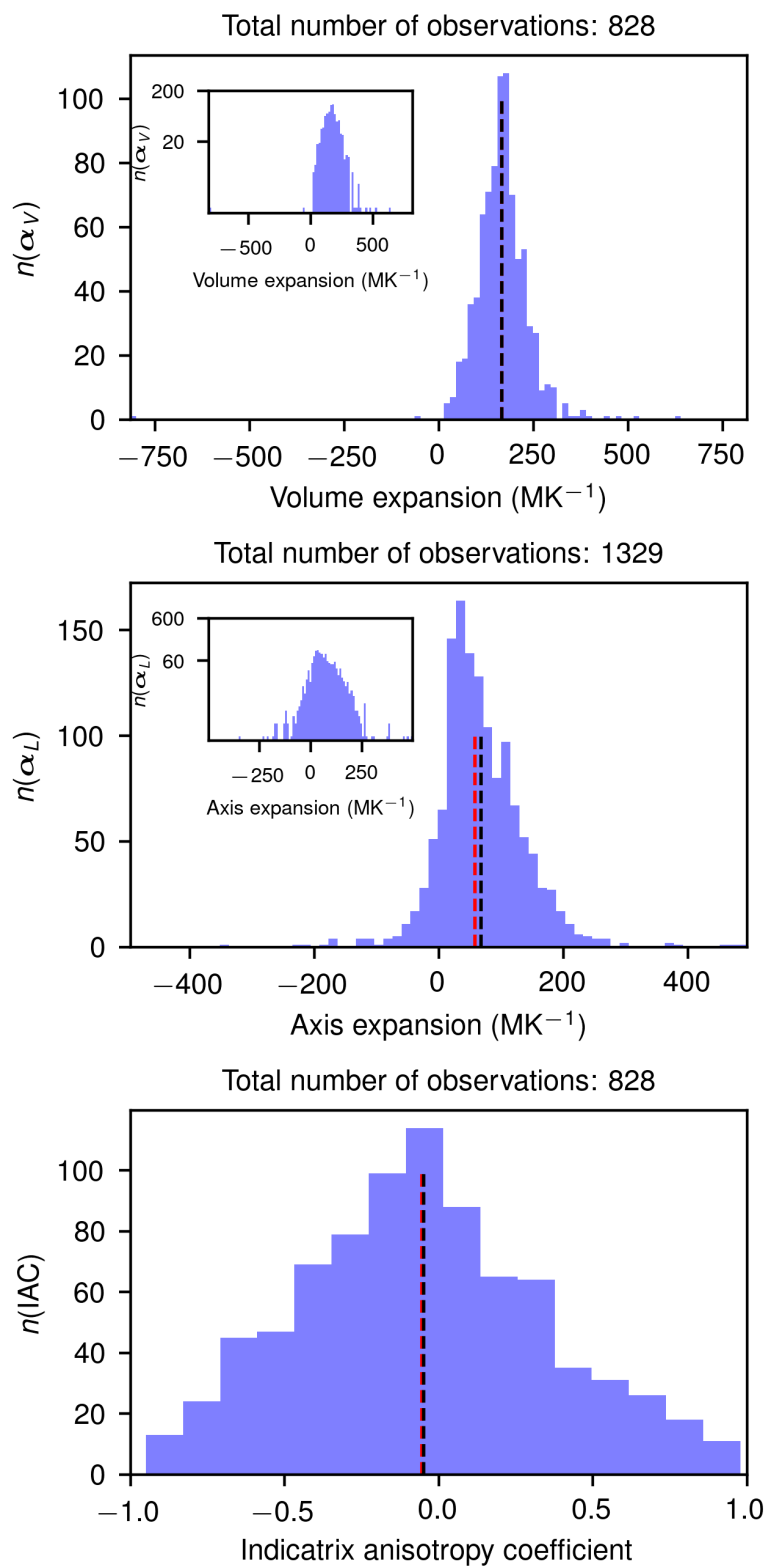 Total number of observations: 828
n(α_V)
100
80
60
40
20
0
200
20
n(α_V)
−500 0 500
Volume expansion (MK⁻¹)
−750 −500 −250 0 250 500 750
Volume expansion (MK⁻¹)
Total number of observations: 1329
n(α_L)
150
100
50
0
600
60
n(α_L)
−250 0 250
Axis expansion (MK⁻¹)
−400 −200 0 200 400
Axis expansion (MK⁻¹)
Total number of observations: 828
n(IAC)
100
80
60
40
20
0
−1.0 −0.5 0.0 0.5 1.0
Indicatrix anisotropy coefficient